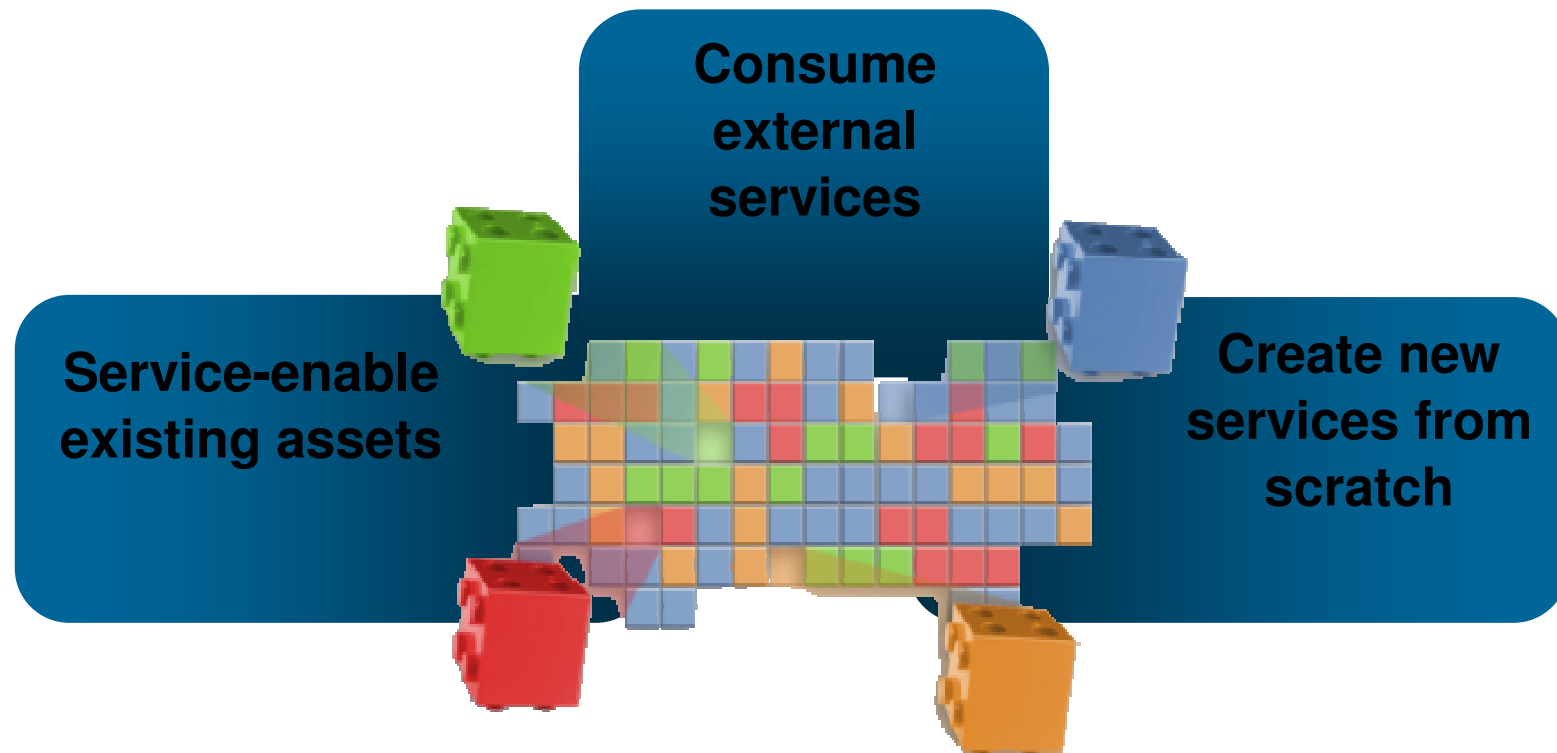 Consume
external
services
Service-enable
existing assets
Create new
services from
scratch